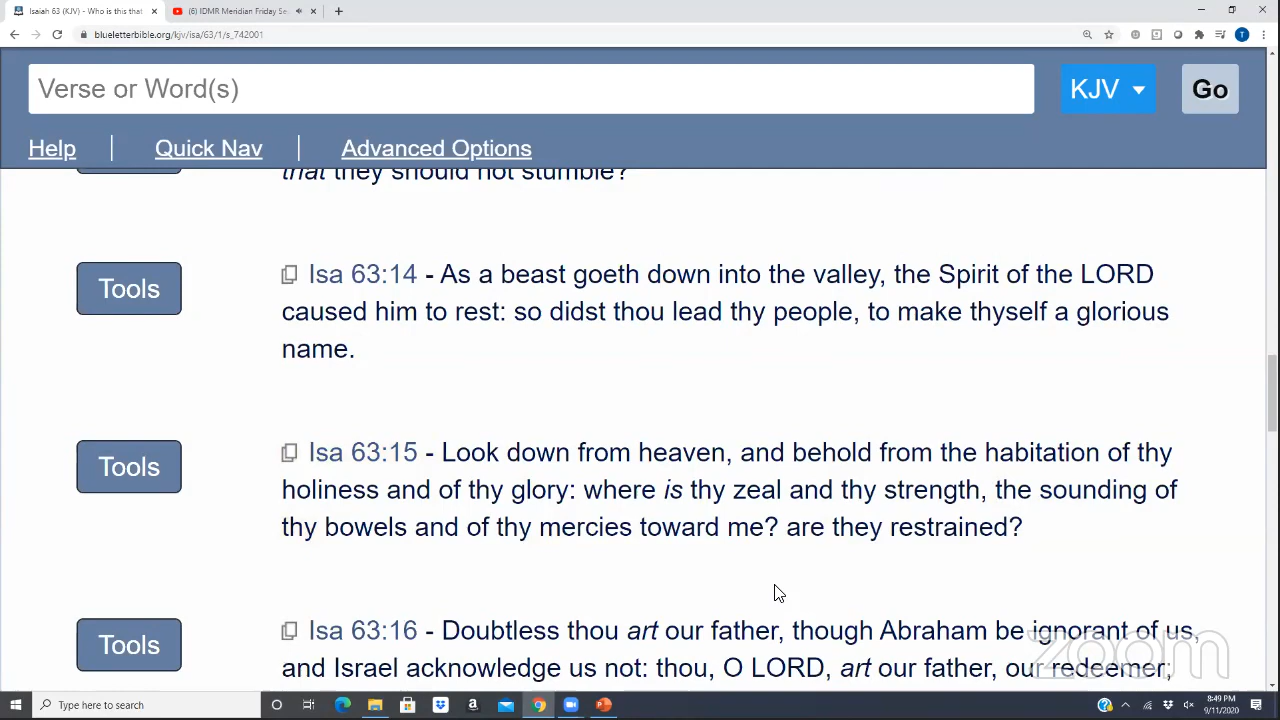 Isaiah 63 (KJV) - Who is this that
(6) IDMR Meridian Friday Se
blueletterbible.org/kjv/isa/63/1/s_742001
T
Verse or Word(s)
KJV
Go
Help
Quick Nav
Advanced Options
that they should not stumble?
Tools
Isa 63:14 - As a beast goeth down into the valley, the Spirit of the LORD
caused him to rest: so didst thou lead thy people, to make thyself a glorious
name.
Tools
Isa 63:15 - Look down from heaven, and behold from the habitation of thy
holiness and of thy glory: where is thy zeal and thy strength, the sounding of
thy bowels and of thy mercies toward me? are they restrained?
Tools
Isa 63:16 - Doubtless thou art our father, though Abraham be ignorant of us,
and Israel acknowledge us not: thou, O LORD, art our father, our redeemer;
zoom
Type here to search
8:49 PM
9/11/2020